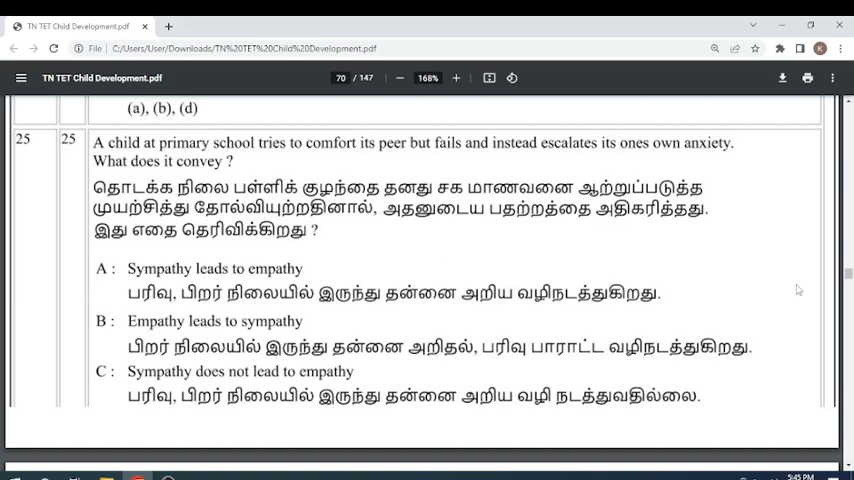 TN TET Child Development.pdf
File C:/Users/User/Downloads/TN%20TET%20Child%20Development.pdf
K
TN TET Child Development.pdf 70 / 147 168%
(a), (b), (d)
25 25 A child at primary school tries to comfort its peer but fails and instead escalates its ones own anxiety.
What does it convey ?
தொடக்க நிலை பள்ளிக் குழந்தை தனது சக மாணவனை ஆற்றுப்படுத்த
முயற்சித்து தோல்வியுற்றதினால், அதனுடைய பதற்றத்தை அதிகரித்தது.
இது எதை தெரிவிக்கிறது ?
A : Sympathy leads to empathy
பரிவு, பிறர் நிலையில் இருந்து தன்னை அறிய வழிநடத்துகிறது.
B : Empathy leads to sympathy
பிறர் நிலையில் இருந்து தன்னை அறிதல், பரிவு பாராட்ட வழிநடத்துகிறது.
C : Sympathy does not lead to empathy
பரிவு, பிறர் நிலையில் இருந்து தன்னை அறிய வழி நடத்துவதில்லை.
5:45 PM